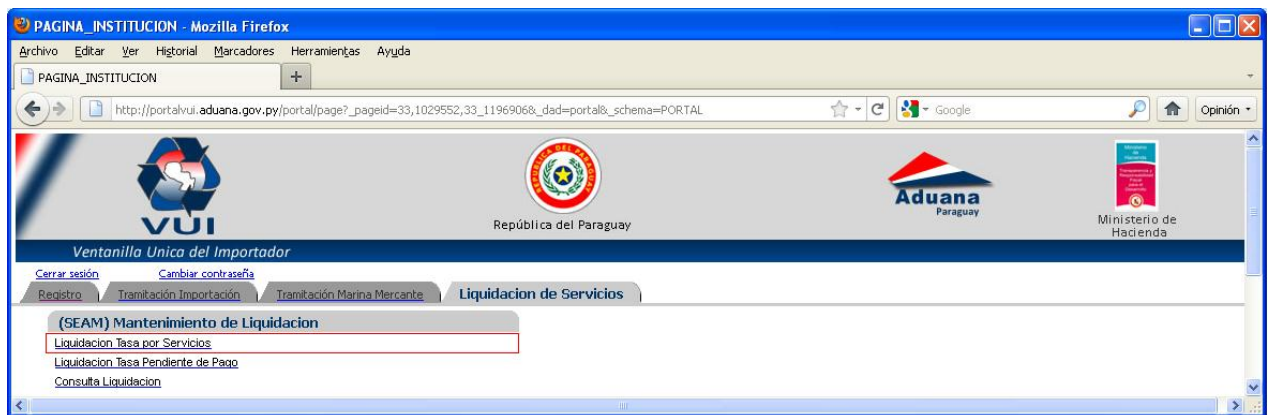 PAGINA_INSTITUCION - Mozilla Firefox
Archivo Editar Ver Historial Marcadores Herramientas Ayuda
PAGINA_INSTITUCION
http://portalvui.aduana.gov.py/portal/page?_pageid=33,1029552,33_1196906&_dad=portal&_schema=PORTAL Google Opinión
VUI
República del Paraguay
Aduana
Paraguay
Ministerio de
Hacienda
Ventanilla Unica del Importador
Cerrar sesión Cambiar contraseña
Registro Tramitación Importación Tramitación Marina Mercante Liquidacion de Servicios
(SEAM) Mantenimiento de Liquidacion
Liquidacion Tasa por Servicios
Liquidacion Tasa Pendiente de Pago
Consulta Liquidacion